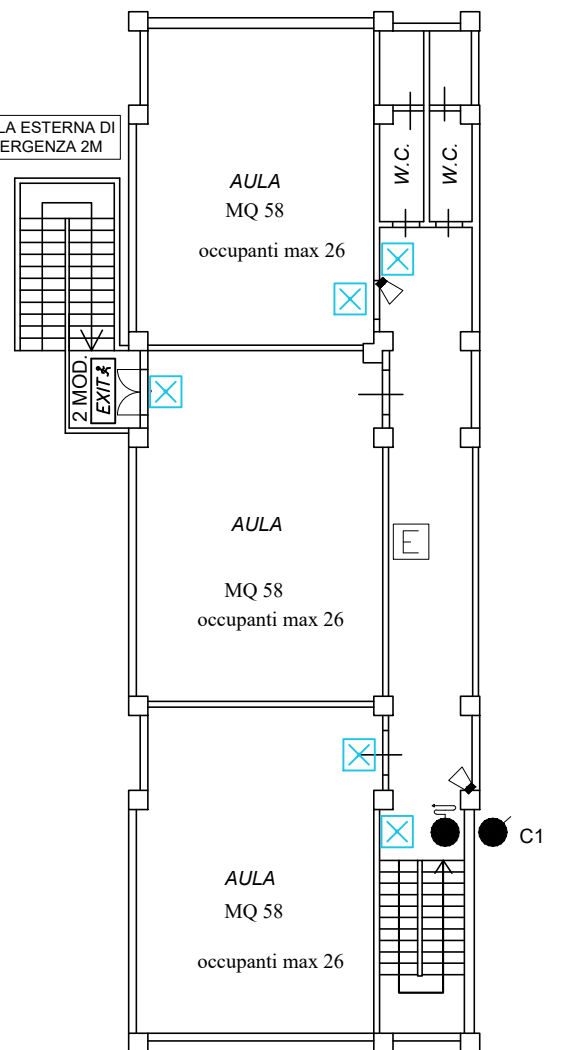 LA ESTERNA DI
ERGENZA 2M
W.C.
W.C.
AULA
MQ 58
occupanti max 26
2 MOD.
EXIT
AULA
E
MQ 58
occupanti max 26
C1
AULA
MQ 58
occupanti max 26